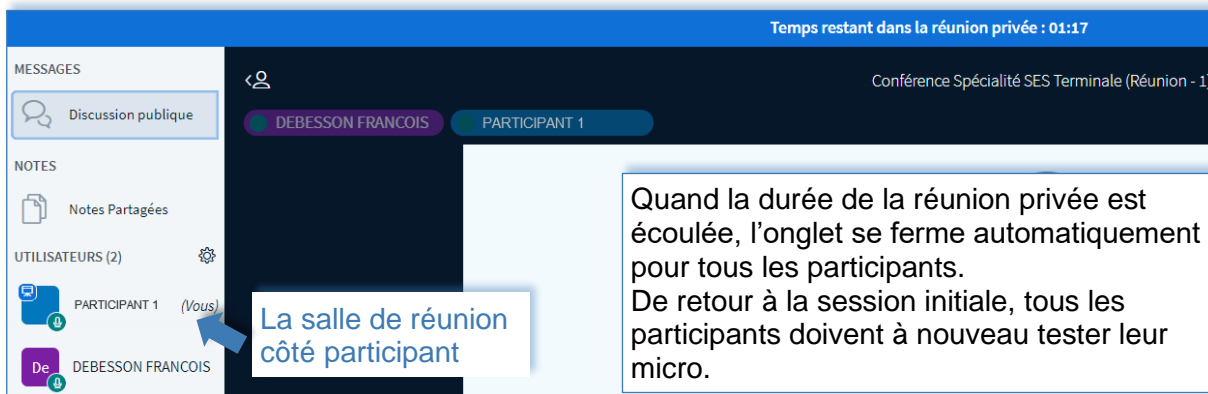 Temps restant dans la réunion privée : 01:17
MESSAGES
Discussion publique
NOTES
Notes Partagées
UTILISATEURS (2)
PARTICIPANT 1 (Vous)
De DEBESSON FRANCOIS
Conférence Spécialité SES Terminale (Réunion - 1)
DEBESSON FRANCOIS PARTICIPANT 1
La salle de réunion
côté participant
Quand la durée de la réunion privée est
écoulée, l’onglet se ferme automatiquement
pour tous les participants.
De retour à la session initiale, tous les
participants doivent à nouveau tester leur
micro.